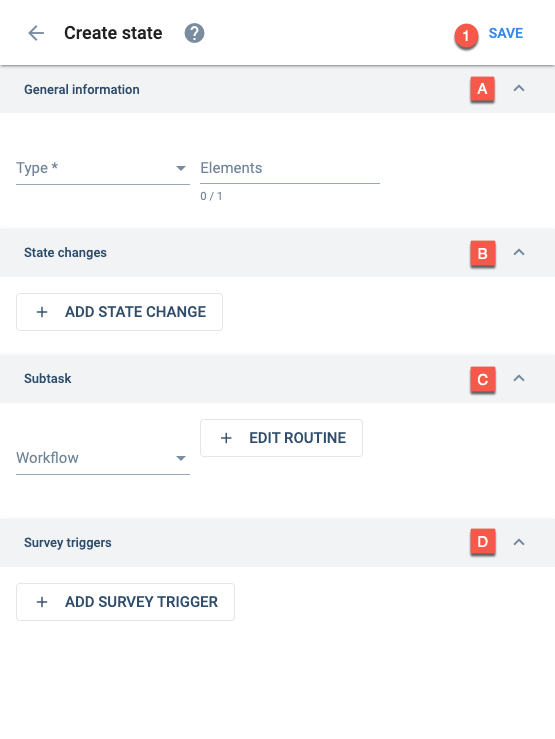 Create state ? 1 SAVE
General information A
Type * Elements
0 / 1
State changes B
+ ADD STATE CHANGE
Subtask C
+ EDIT ROUTINE
Workflow
Survey triggers D
+ ADD SURVEY TRIGGER